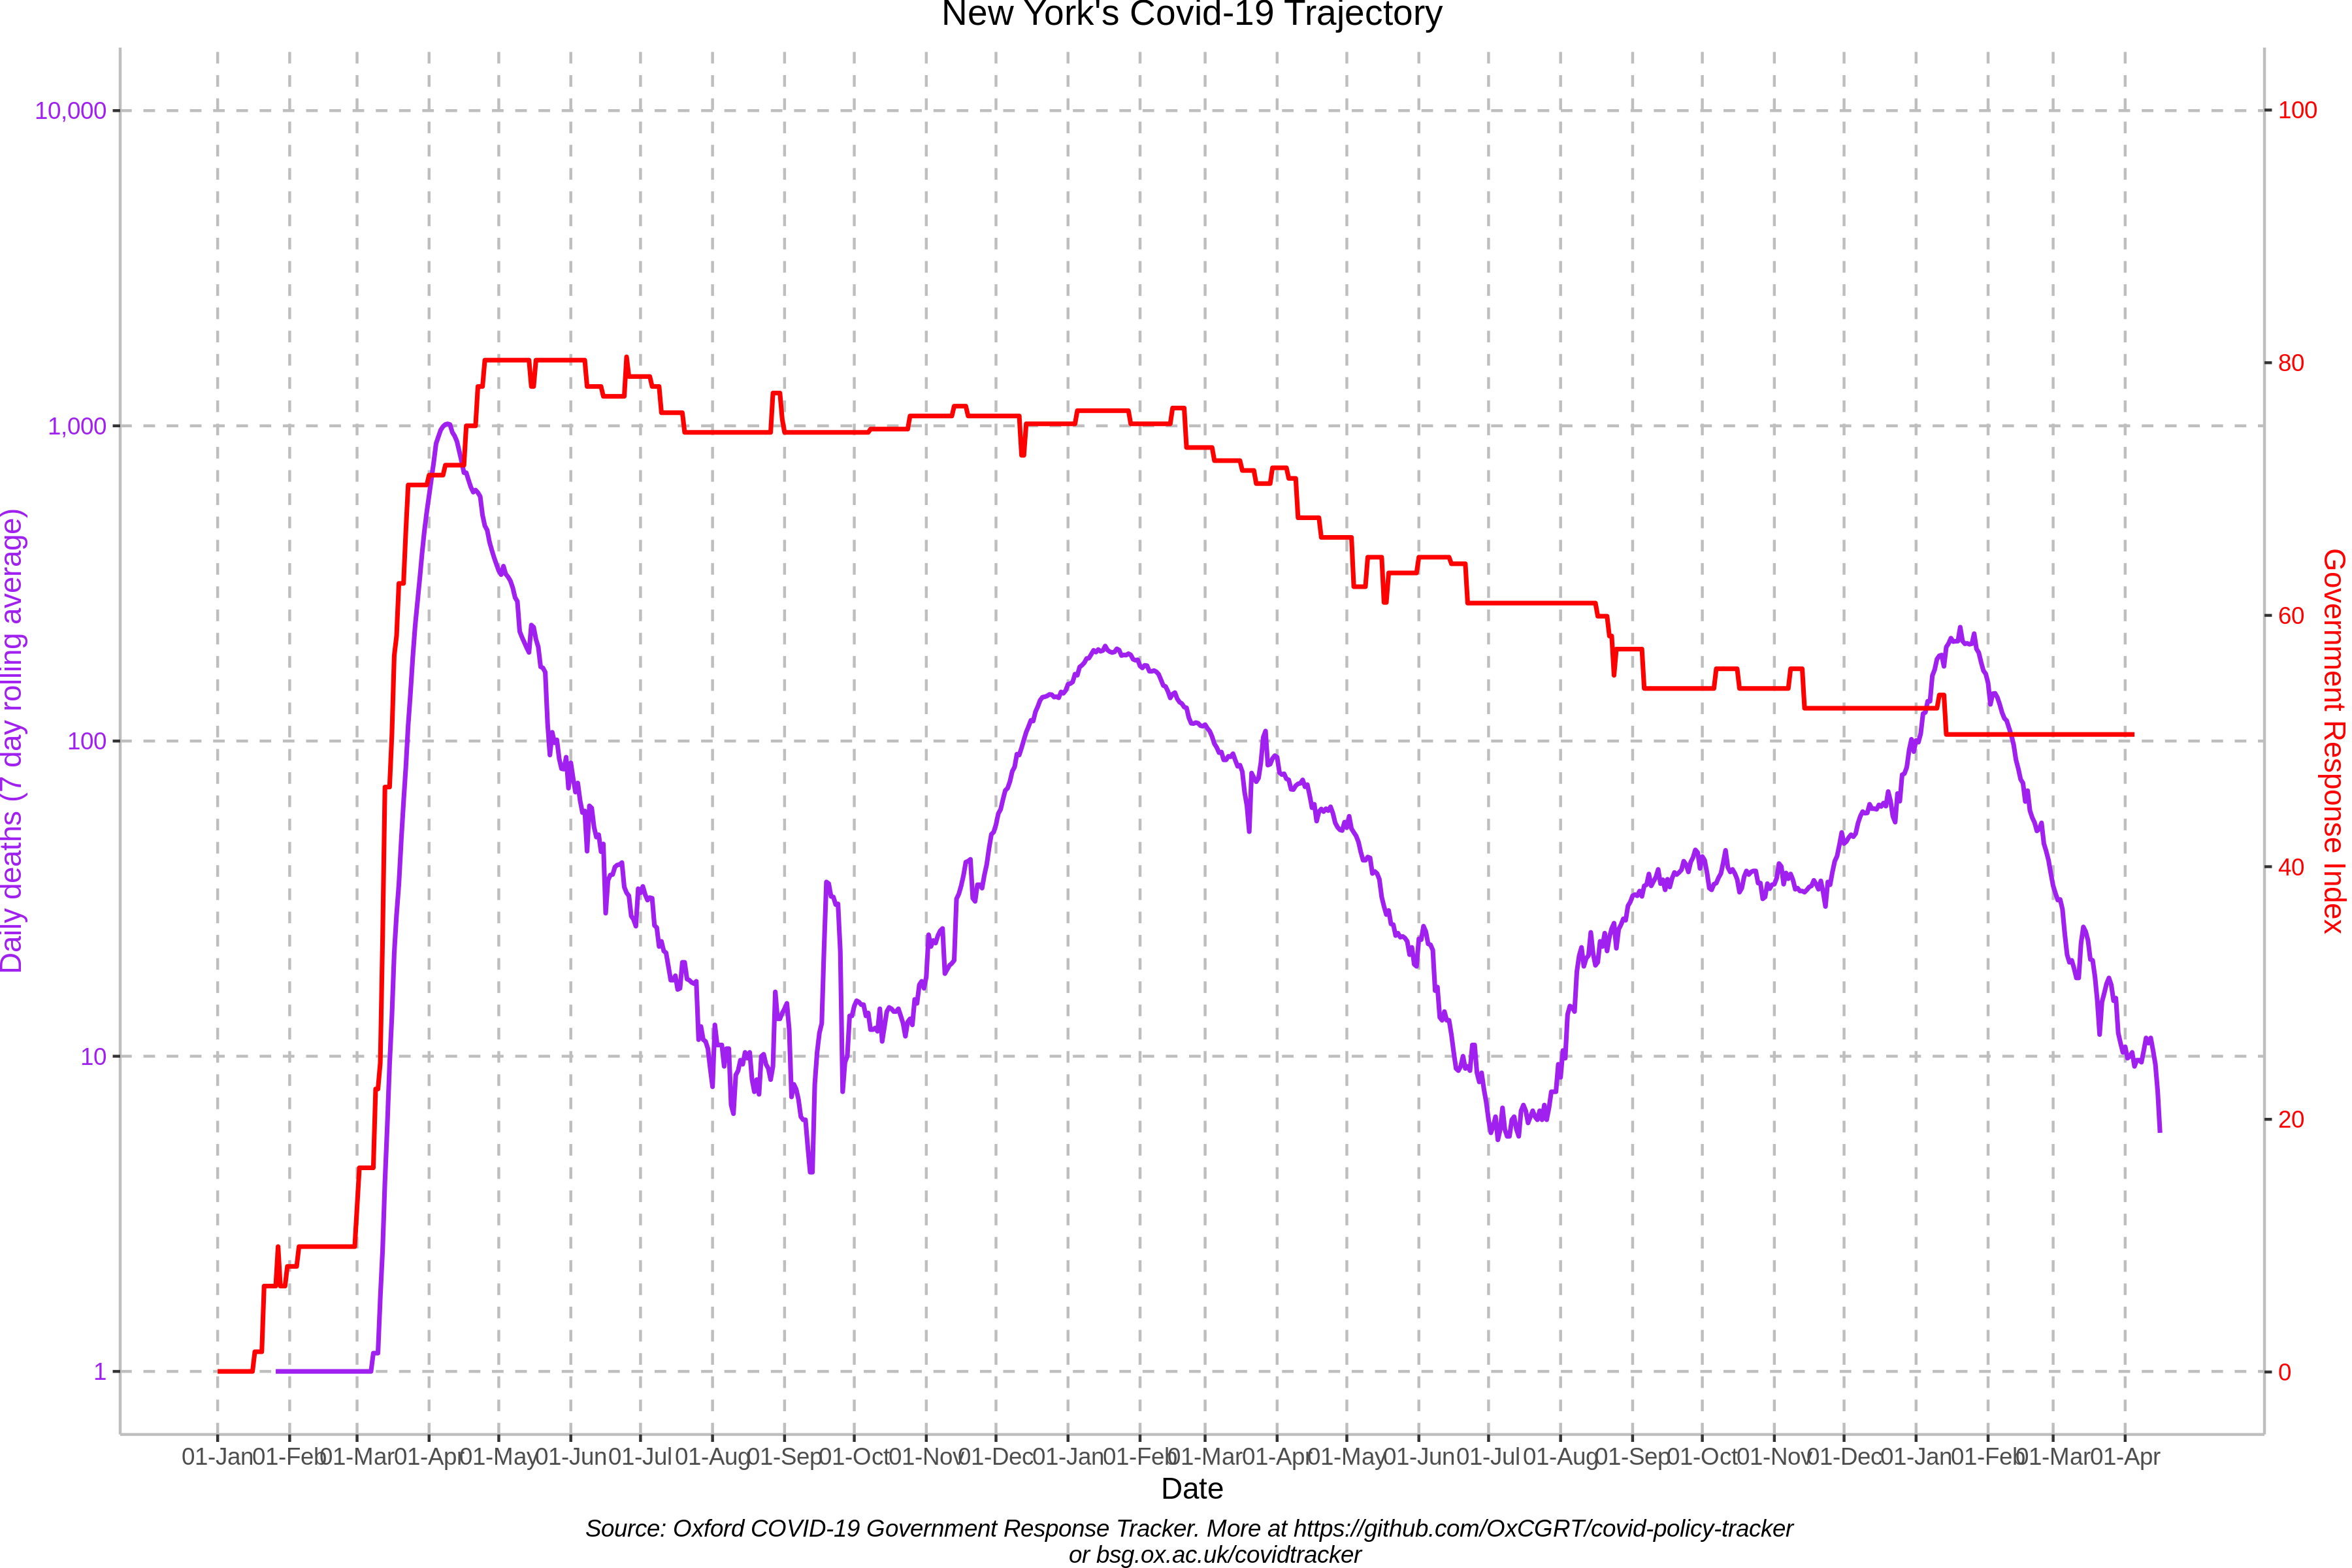 New York's Covid-19 Trajectory
10,000
1,000
100
10
1
Daily deaths (7 day rolling average)
100
80
60
40
20
0
Government Response Index
01-Jan 01-Feb 01-Mar 01-Apr 01-May 01-Jun 01-Jul 01-Aug 01-Sep 01-Oct 01-Nov 01-Dec 01-Jan 01-Feb 01-Mar 01-Apr 01-May 01-Jun 01-Jul 01-Aug 01-Sep 01-Oct 01-Nov 01-Dec 01-Jan 01-Feb 01-Mar 01-Apr
Date
Source: Oxford COVID-19 Government Response Tracker. More at https://github.com/OxCGRT/covid-policy-tracker
or bsg.ox.ac.uk/covidtracker